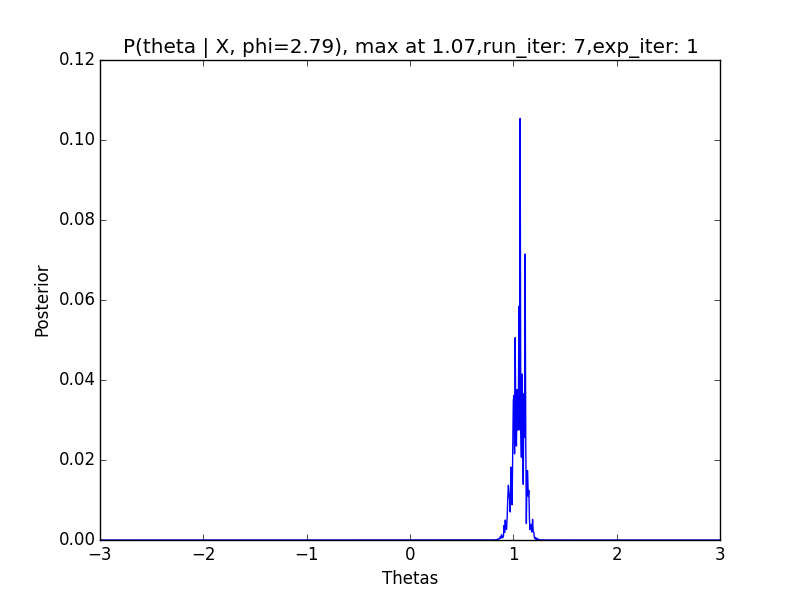 P(theta | X, phi=2.79), max at 1.07,run_iter: 7,exp_iter: 1
0.12
0.10
0.08
0.06
0.04
0.02
0.00
Posterior
−3 −2 −1 0 1 2 3
Thetas